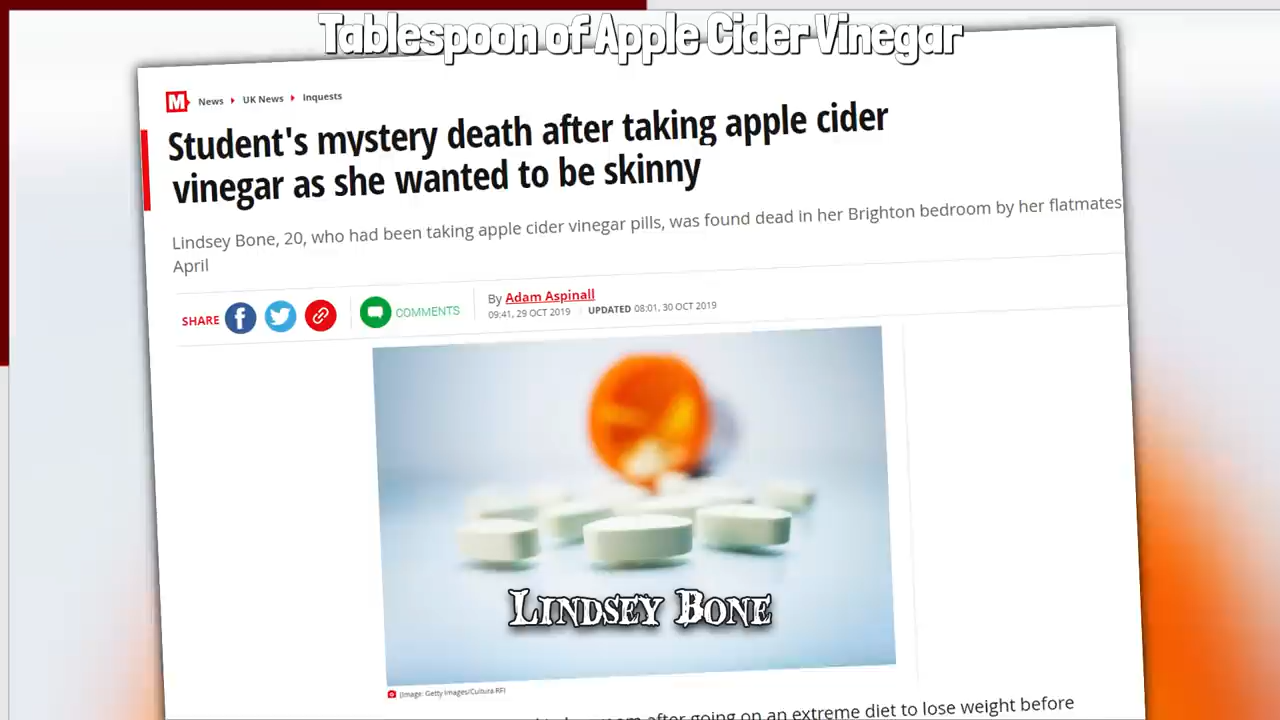 Tablespoon of Apple Cider Vinegar
M News UK News Inquests
Student's mystery death after taking apple cider
vinegar as she wanted to be skinny
Lindsey Bone, 20, who had been taking apple cider vinegar pills, was found dead in her Brighton bedroom by her flatmates
April
SHARE COMMENTS
By Adam Aspinall
09:41, 29 OCT 2019 UPDATED 08:01, 30 OCT 2019
LINDSEY BONE
(Image: Getty Images/Cultura RF)
after going on an extreme diet to lose weight before